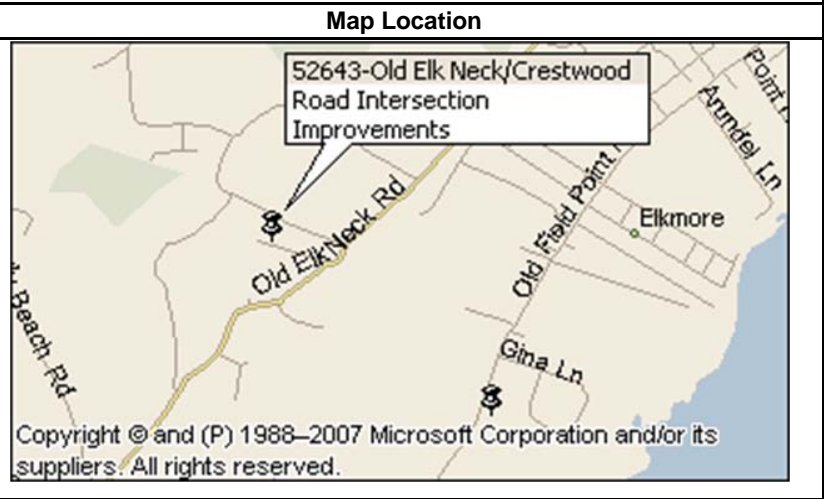 Map Location
52643-Old Elk Neck/Crestwood
Road Intersection
Improvements
Arundel Ln
Elkmore
Old Elk Neck Rd
Old Field Point
Beach Rd
Gina Ln
Copyright © and (P) 1988–2007 Microsoft Corporation and/or its
suppliers. All rights reserved.